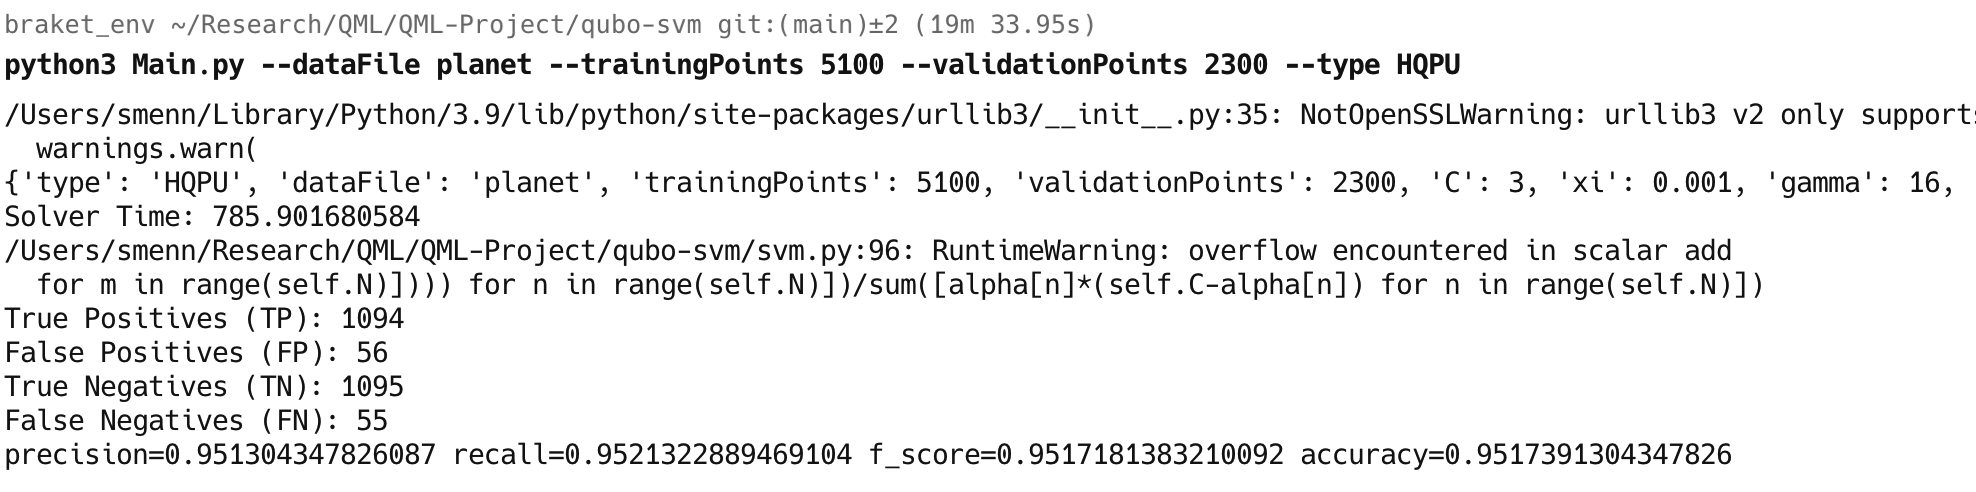 braket_env ~/Research/QML/QML-Project/qubo-svm git:(main)±2 (19m 33.95s)
python3 Main.py --dataFile planet --trainingPoints 5100 --validationPoints 2300 --type HQPU
/Users/smenn/Library/Python/3.9/lib/python/site-packages/urllib3/__init__.py:35: NotOpenSSLWarning: urllib3 v2 only supports
  warnings.warn(
{'type': 'HQPU', 'dataFile': 'planet', 'trainingPoints': 5100, 'validationPoints': 2300, 'C': 3, 'xi': 0.001, 'gamma': 16,
Solver Time: 785.901680584
/Users/smenn/Research/QML/QML-Project/qubo-svm/svm.py:96: RuntimeWarning: overflow encountered in scalar add
  for m in range(self.N)]))) for n in range(self.N)])/sum([alpha[n]*(self.C-alpha[n]) for n in range(self.N)])
True Positives (TP): 1094
False Positives (FP): 56
True Negatives (TN): 1095
False Negatives (FN): 55
precision=0.951304347826087 recall=0.9521322889469104 f_score=0.9517181383210092 accuracy=0.9517391304347826